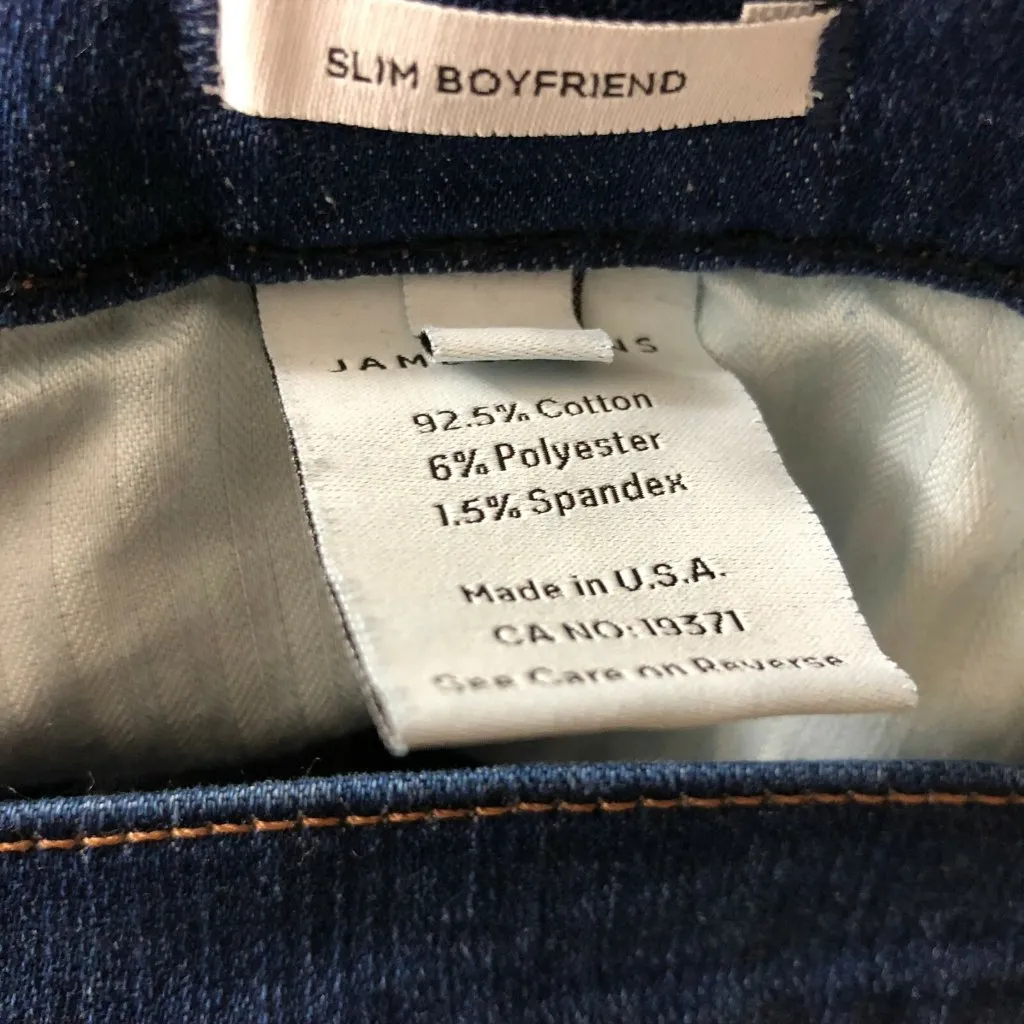 SLIM BOYFRIEND
92.5% Cotton
6% Polyester
1.5% Spandex
Made in U.S.A.
CA NO: 19371
See Care on Reverse